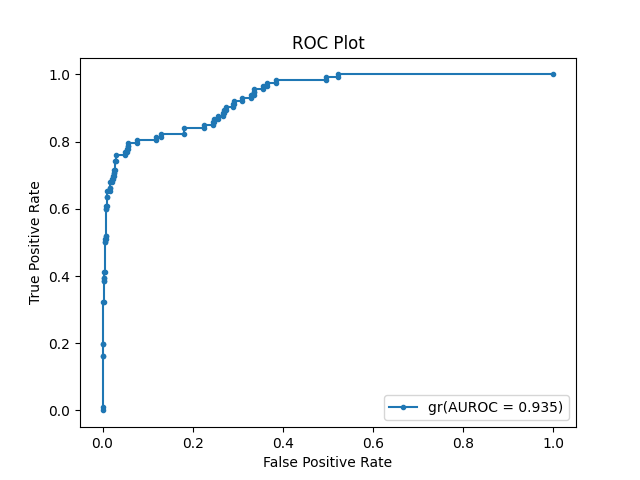 ROC Plot
True Positive Rate
1.0
0.8
0.6
0.4
0.2
0.0
gr(AUROC = 0.935)
0.0 0.2 0.4 0.6 0.8 1.0
False Positive Rate